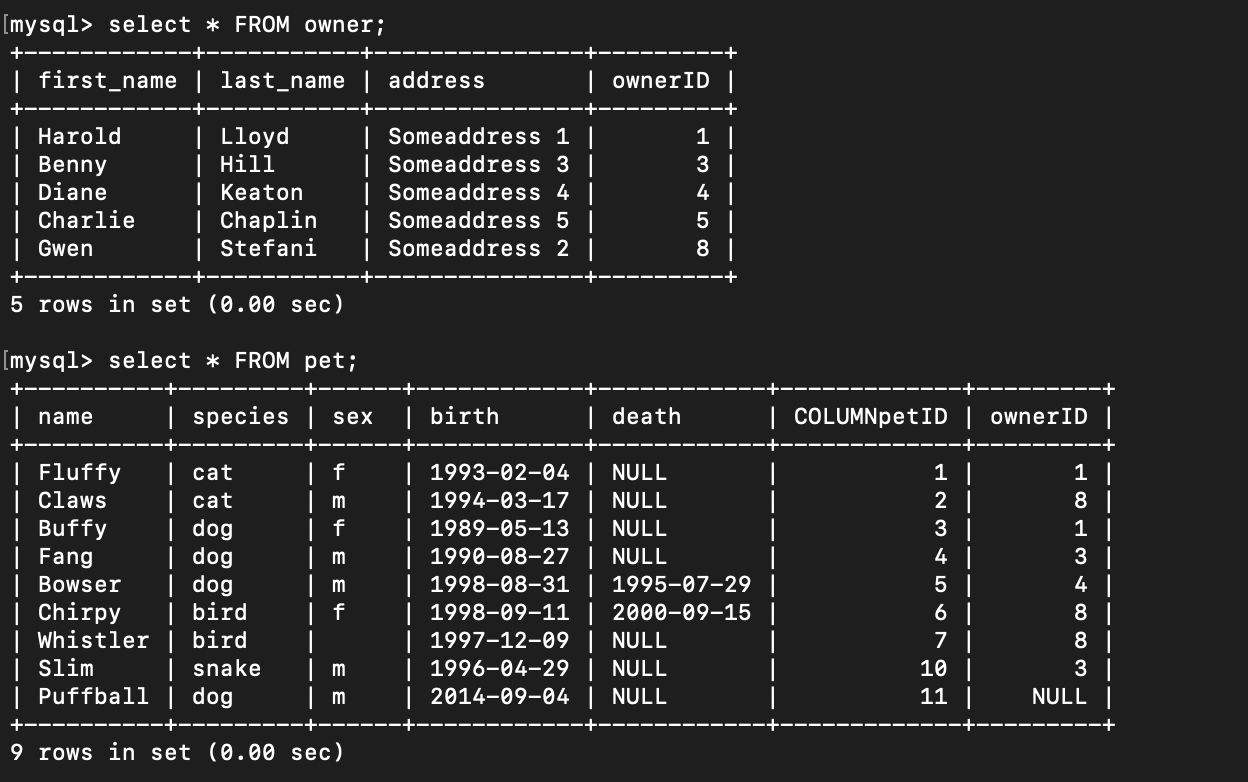 [mysql> select * FROM owner;
+------------+-----------+---------------+---------+
| first_name | last_name | address       | ownerID |
+------------+-----------+---------------+---------+
| Harold     | Lloyd     | Someaddress 1 |       1 |
| Benny      | Hill      | Someaddress 3 |       3 |
| Diane      | Keaton    | Someaddress 4 |       4 |
| Charlie    | Chaplin   | Someaddress 5 |       5 |
| Gwen       | Stefani   | Someaddress 2 |       8 |
+------------+-----------+---------------+---------+
5 rows in set (0.00 sec)
[mysql> select * FROM pet;
+----------+---------+------+------------+------------+-------------+---------+
| name     | species | sex  | birth      | death      | COLUMNpetID | ownerID |
+----------+---------+------+------------+------------+-------------+---------+
| Fluffy   | cat     | f    | 1993-02-04 | NULL       |           1 |       1 |
| Claws    | cat     | m    | 1994-03-17 | NULL       |           2 |       8 |
| Buffy    | dog     | f    | 1989-05-13 | NULL       |           3 |       1 |
| Fang     | dog     | m    | 1990-08-27 | NULL       |           4 |       3 |
| Bowser   | dog     | m    | 1998-08-31 | 1995-07-29 |           5 |       4 |
| Chirpy   | bird    | f    | 1998-09-11 | 2000-09-15 |           6 |       8 |
| Whistler | bird    |      | 1997-12-09 | NULL       |           7 |       8 |
| Slim     | snake   | m    | 1996-04-29 | NULL       |          10 |       3 |
| Puffball | dog     | m    | 2014-09-04 | NULL       |          11 |    NULL |
+----------+---------+------+------------+------------+-------------+---------+
9 rows in set (0.00 sec)